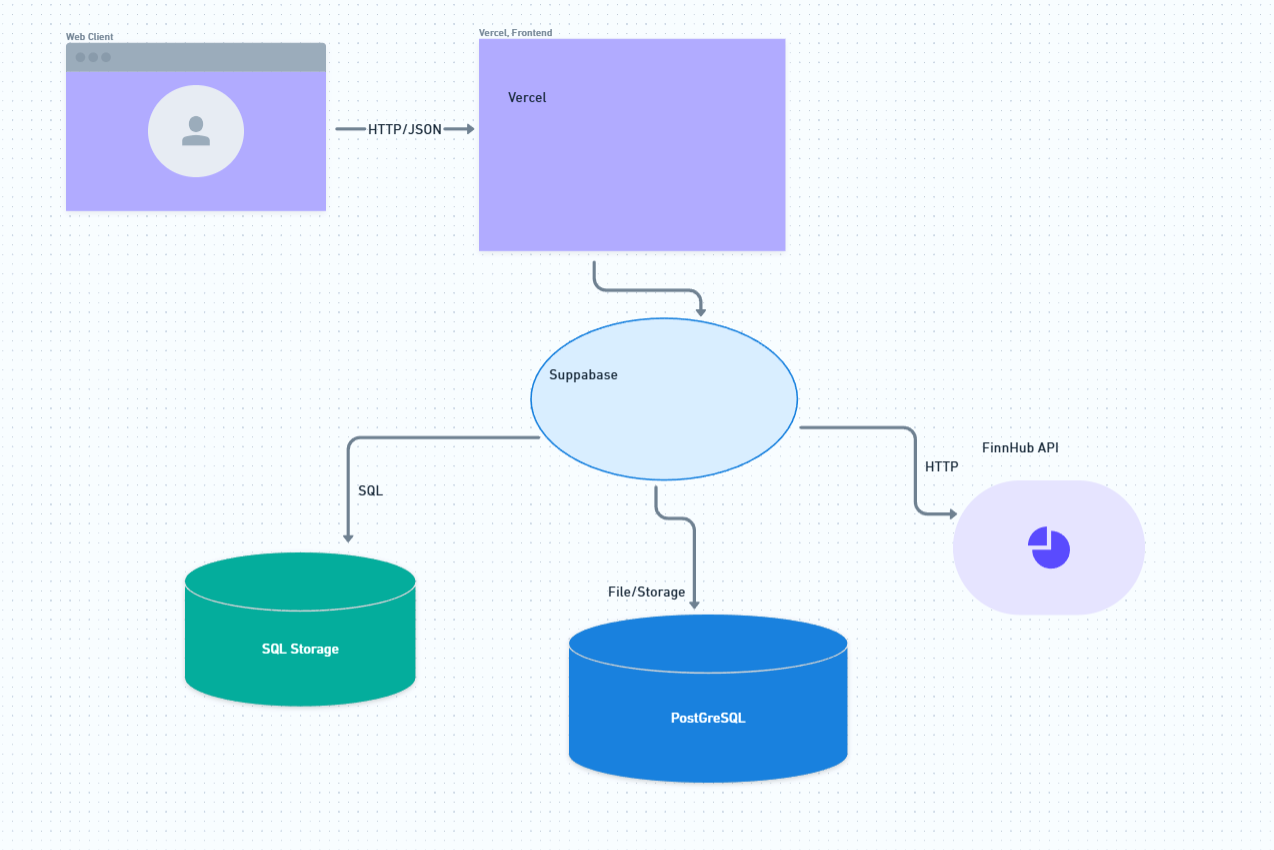 Web Client
Vercel, Frontend
Vercel
HTTP/JSON
Suppabase
FinnHub API
HTTP
SQL
File/Storage
SQL Storage
PostGreSQL